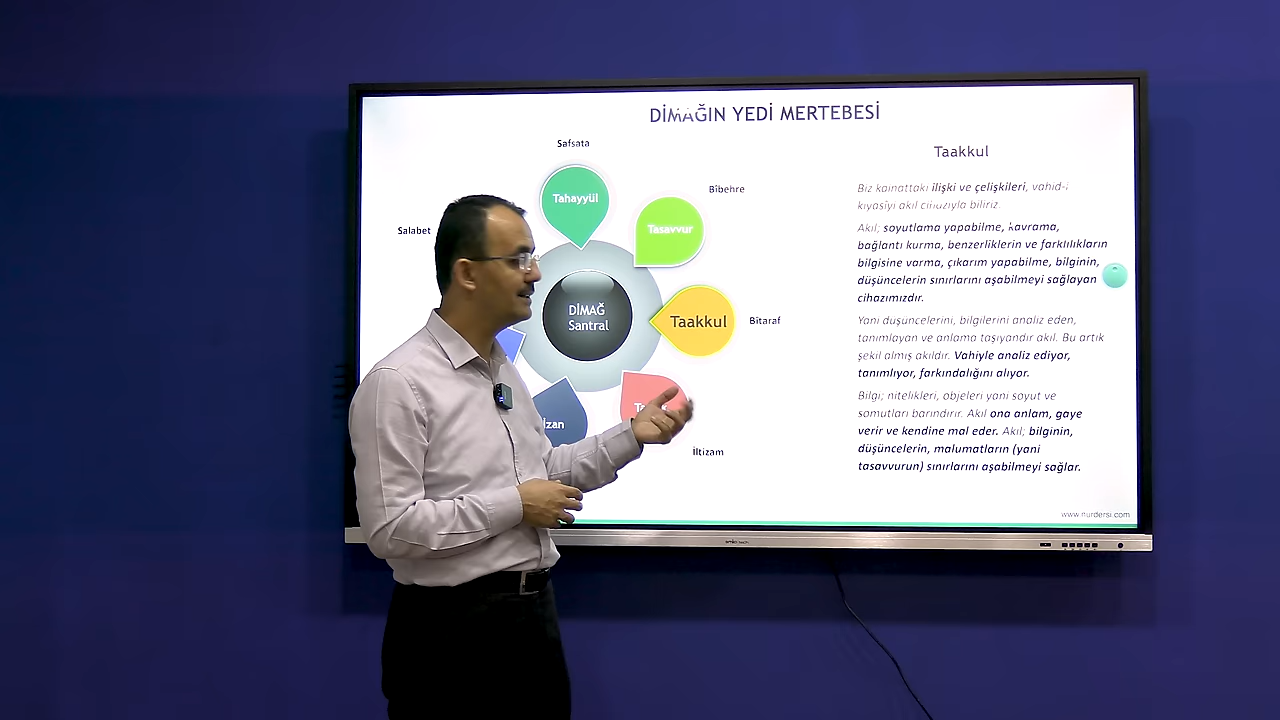 DİMAĞIN YEDİ MERTEBESİ
Safsata
Tahayyül
Bîbehre
Tasavvur
Salabet
DİMAĞ
Santral
Taakkul
Bîtaraf
İltizam
Taakkul
Biz kainattaki ilişki ve çelişkileri, vahid-i
kıyasîyi akıl cihazıyla biliriz.
Akıl; soyutlama yapabilme, kavrama,
bağlantı kurma, benzerliklerin ve farklılıkların
bilgisine varma, çıkarım yapabilme, bilginin,
düşüncelerin sınırlarını aşabilmeyi sağlayan
cihazımızdır.
Yani düşüncelerini, bilgilerini analiz eden,
tanımlayan ve anlama taşıyandır akıl. Bu artık
şekil almış akıldır. Vahiyle analiz ediyor,
tanımlıyor, farkındalığını alıyor.
Bilgi; nitelikleri, objeleri yani soyut ve
somutları barındırır. Akıl ona anlam, gaye
verir ve kendine mal eder. Akıl; bilginin,
düşüncelerin, malumatların (yani
tasavvurun) sınırlarını aşabilmeyi sağlar.
www.nurdersi.com